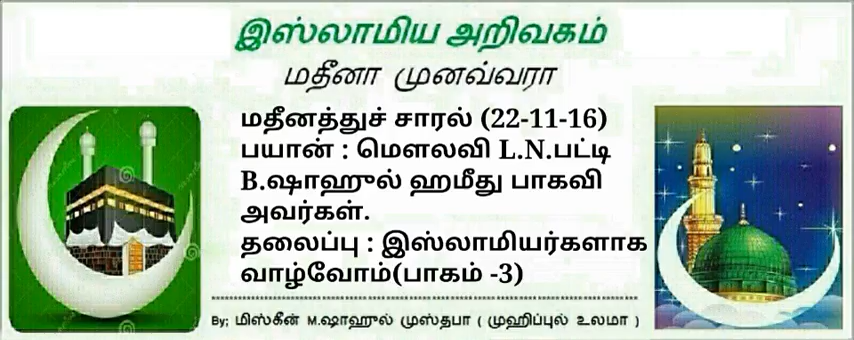 இஸ்லாமிய அறிவகம்
மதீனா முனவ்வரா
மதீனத்துச் சாரல் (22-11-16)
பயான் : மௌலவி L.N.பட்டி
B.ஷாஹுல் ஹமீது பாகவி
அவர்கள்.
தலைப்பு : இஸ்லாமியர்களாக
வாழ்வோம்(பாகம் -3)
By; மிஸ்கீன் M.ஷாஹுல் முஸ்தபா ( முஹிப்புல் உலமா )